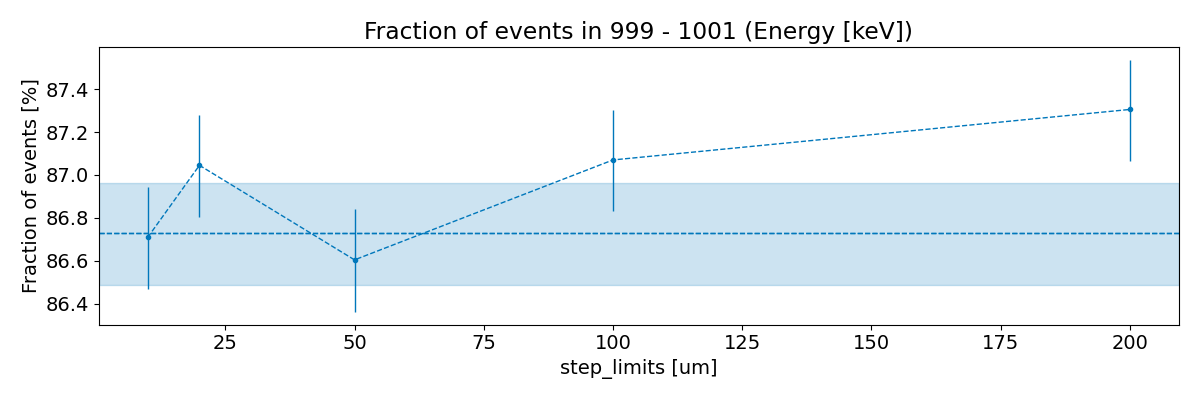 Fraction of events in 999 - 1001 (Energy [keV])
Fraction of events [%]
87.4
87.2
87.0
86.8
86.6
86.4
25 50 75 100 125 150 175 200
step_limits [um]